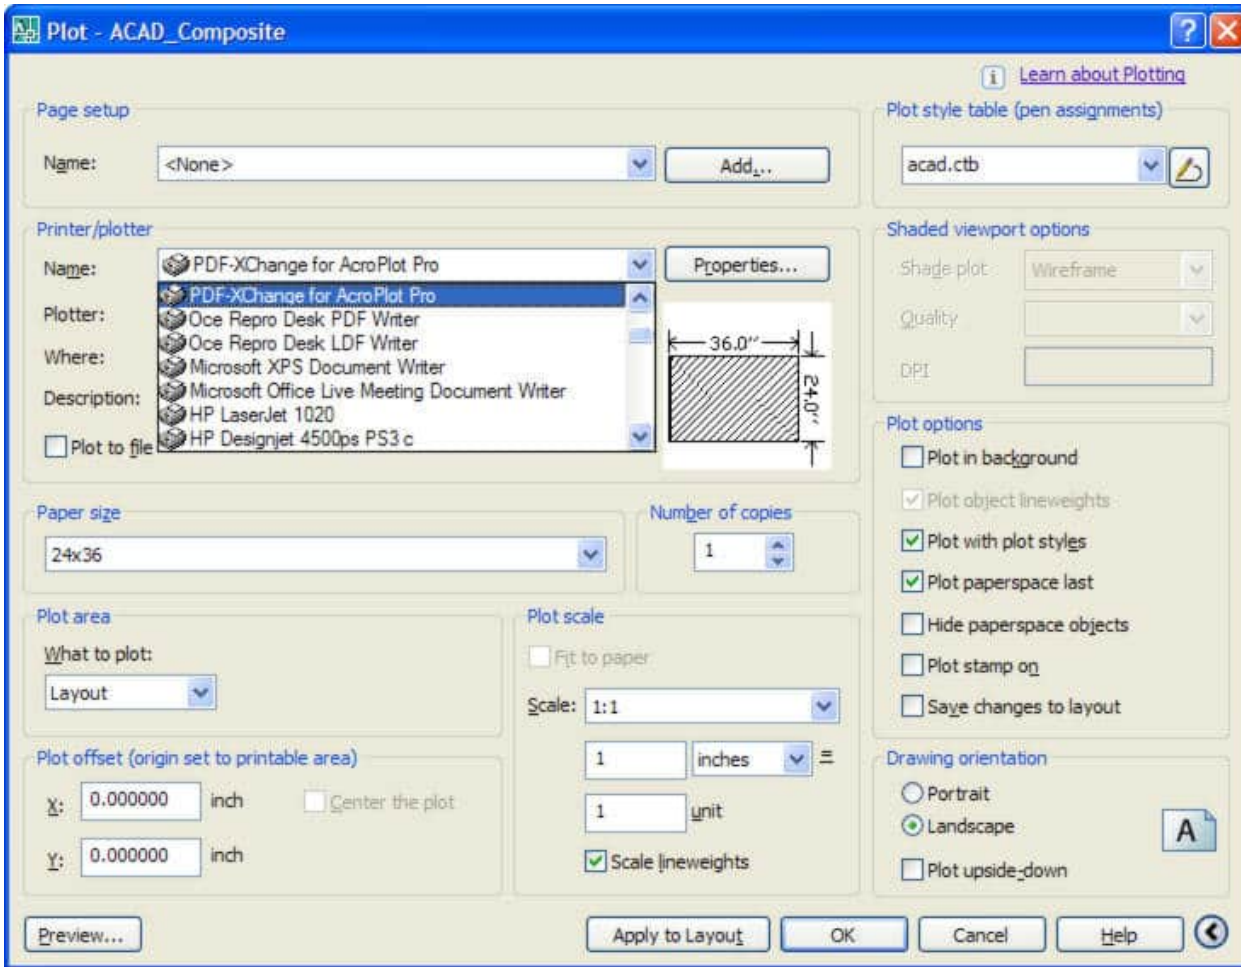 Plot - ACAD_Composite
Learn about Plotting
Page setup
Name:
<None>
Add...
Plot style table (pen assignments)
acad.ctb
Printer/plotter
Name:
PDF-XChange for AcroPlot Pro
Properties...
PDF-XChange for AcroPlot Pro
Oce Repro Desk PDF Writer
Oce Repro Desk LDF Writer
Microsoft XPS Document Writer
Microsoft Office Live Meeting Document Writer
HP LaserJet 1020
HP Designjet 4500ps PS3 c
Plotter:
Where:
Description:
Plot to file
36.0''
24.0''
Shaded viewport options
Shade plot
Wireframe
Quality
DPI
Paper size
24x36
Number of copies
1
Plot options
Plot in background
Plot object lineweights
Plot with plot styles
Plot paperspace last
Hide paperspace objects
Plot stamp on
Save changes to layout
Plot area
What to plot:
Layout
Plot scale
Fit to paper
Scale:
1:1
1
inches
=
1
unit
Scale lineweights
Plot offset (origin set to printable area)
X:
0.000000
inch
Center the plot
Y:
0.000000
inch
Drawing orientation
Portrait
Landscape
A
Plot upside-down
Preview...
Apply to Layout
OK
Cancel
Help